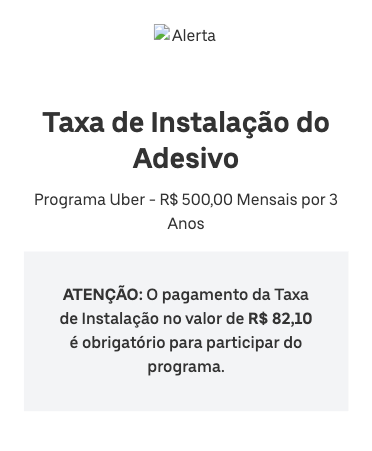 Alerta
Taxa de Instalação do
Adesivo
Programa Uber - R$ 500,00 Mensais por 3
Anos
ATENÇÃO: O pagamento da Taxa
de Instalação no valor de R$ 82,10
é obrigatório para participar do
programa.